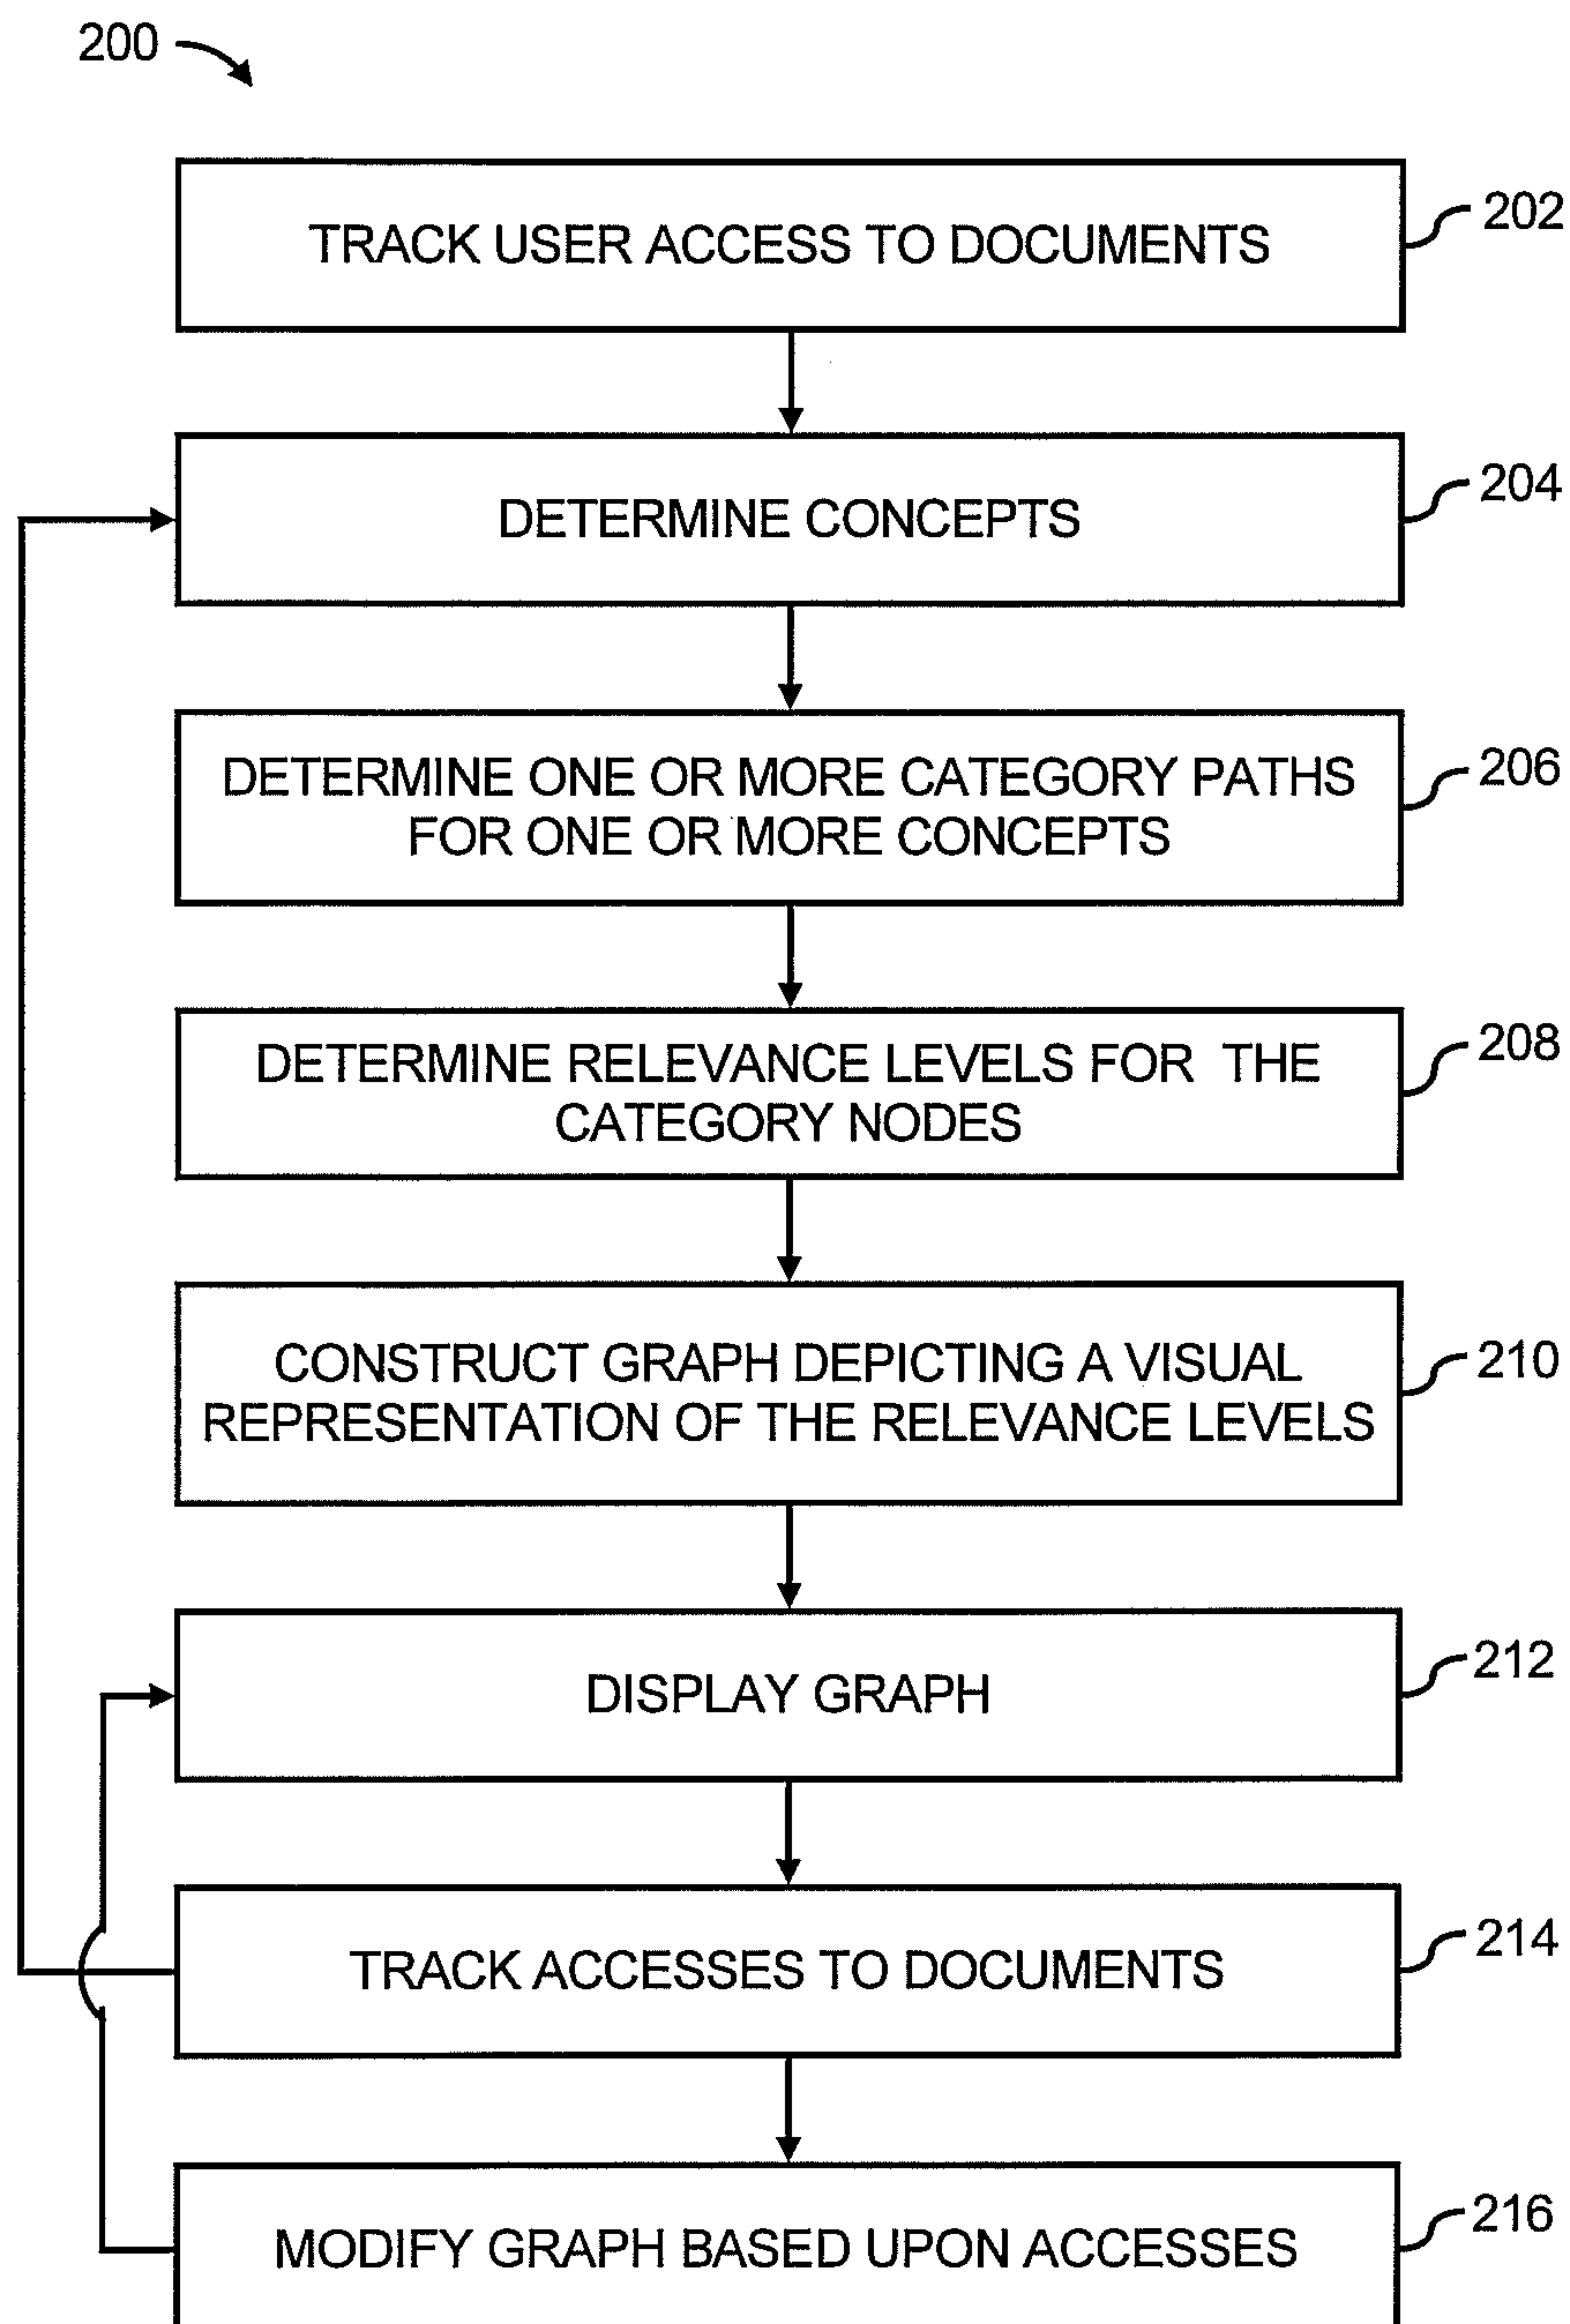 200
TRACK USER ACCESS TO DOCUMENTS
202
DETERMINE CONCEPTS
204
DETERMINE ONE OR MORE CATEGORY PATHS
FOR ONE OR MORE CONCEPTS
206
DETERMINE RELEVANCE LEVELS FOR THE
CATEGORY NODES
208
CONSTRUCT GRAPH DEPICTING A VISUAL
REPRESENTATION OF THE RELEVANCE LEVELS
210
DISPLAY GRAPH
212
TRACK ACCESSES TO DOCUMENTS
214
MODIFY GRAPH BASED UPON ACCESSES
216